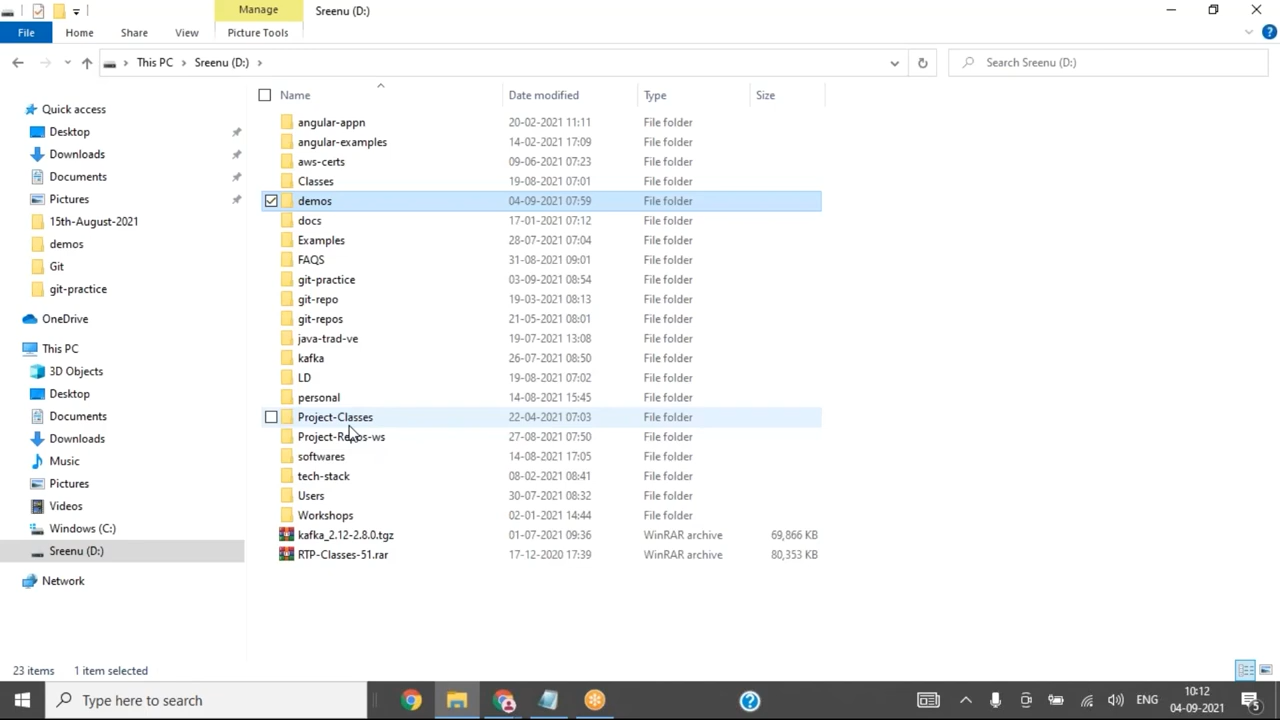 Manage
Sreenu (D:)
File
Home
Share
View
Picture Tools
This PC
Sreenu (D:)
Search Sreenu (D:)
Name
Date modified
Type
Size
Quick access
Desktop
Downloads
Documents
Pictures
15th-August-2021
demos
Git
git-practice
OneDrive
This PC
3D Objects
Desktop
Documents
Downloads
Music
Pictures
Videos
Windows (C:)
Sreenu (D:)
Network
angular-appn 20-02-2021 11:11 File folder
angular-examples 14-02-2021 17:09 File folder
aws-certs 09-06-2021 07:23 File folder
Classes 19-08-2021 07:01 File folder
demos 04-09-2021 07:59 File folder
docs 17-01-2021 07:12 File folder
Examples 28-07-2021 07:04 File folder
FAQS 31-08-2021 09:01 File folder
git-practice 03-09-2021 08:54 File folder
git-repo 19-03-2021 08:13 File folder
git-repos 21-05-2021 08:01 File folder
java-trad-ve 19-07-2021 13:08 File folder
kafka 26-07-2021 08:50 File folder
LD 19-08-2021 07:02 File folder
personal 14-08-2021 15:45 File folder
Project-Classes 22-04-2021 07:03 File folder
Project-Repos-ws 27-08-2021 07:50 File folder
softwares 14-08-2021 17:05 File folder
tech-stack 08-02-2021 08:41 File folder
Users 30-07-2021 08:32 File folder
Workshops 02-01-2021 14:44 File folder
kafka_2.12-2.8.0.tgz 01-07-2021 09:36 WinRAR archive 69,866 KB
RTP-Classes-51.rar 17-12-2020 17:39 WinRAR archive 80,353 KB
23 items
1 item selected
Type here to search
ENG
10:12
04-09-2021
5